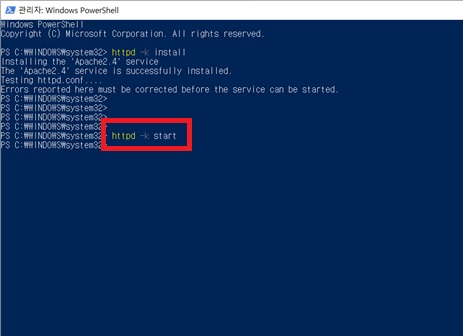 관리자: Windows PowerShell
Windows PowerShell
Copyright (C) Microsoft Corporation. All rights reserved.
PS C:₩WINDOWS₩system32> httpd -k install
Installing the 'Apache2.4' service
The 'Apache2.4' service is successfully installed.
Testing httpd.conf....
Errors reported here must be corrected before the service can be started.
PS C:₩WINDOWS₩system32>
PS C:₩WINDOWS₩system32>
PS C:₩WINDOWS₩system32>
PS C:₩WINDOWS₩system32>
PS C:₩WINDOWS₩system32> httpd -k start
PS C:₩WINDOWS₩system32>